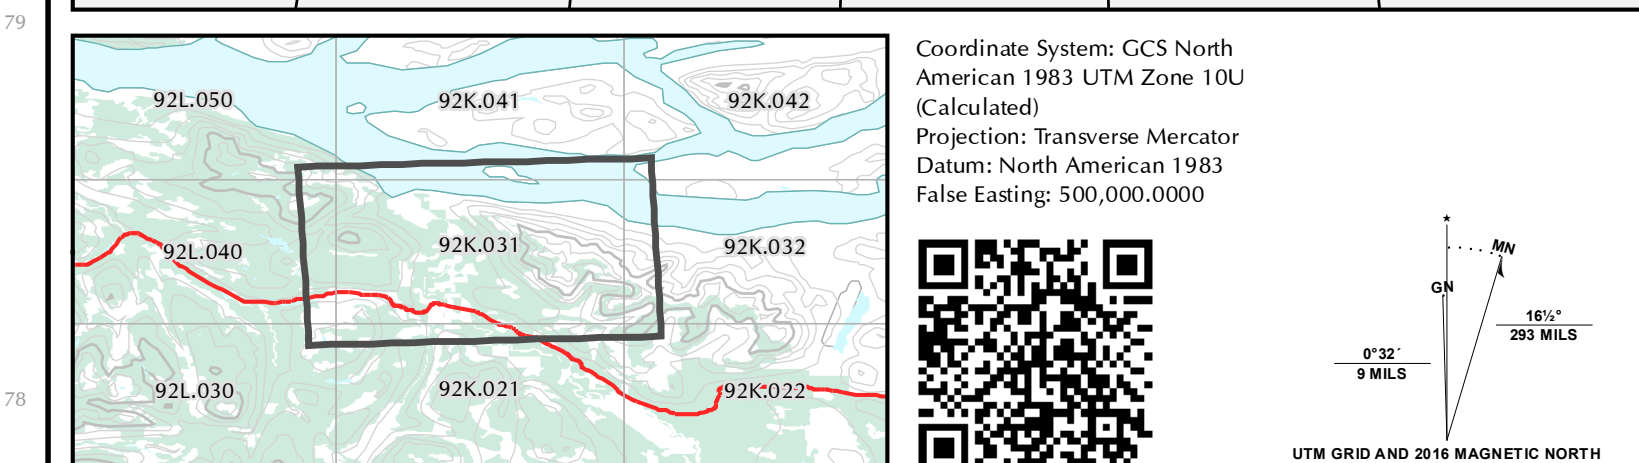 79
92L.050
92K.041
92K.042
92L.040
92K.031
92K.032
92L.030
92K.021
92K.022
78
Coordinate System: GCS North
American 1983 UTM Zone 10U
(Calculated)
Projection: Transverse Mercator
Datum: North American 1983
False Easting: 500,000.0000
MN
GN
16½°
293 MILS
0°32´
9 MILS
UTM GRID AND 2016 MAGNETIC NORTH